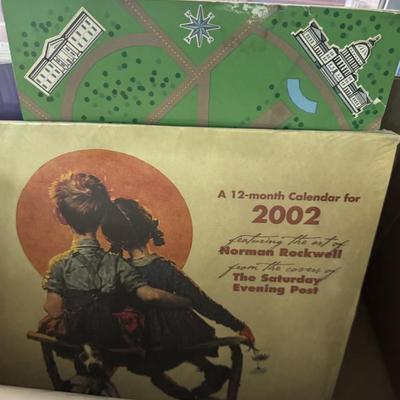 A 12-month Calendar for
2002
featuring the art of
Norman Rockwell
from the covers of
The Saturday
Evening Post